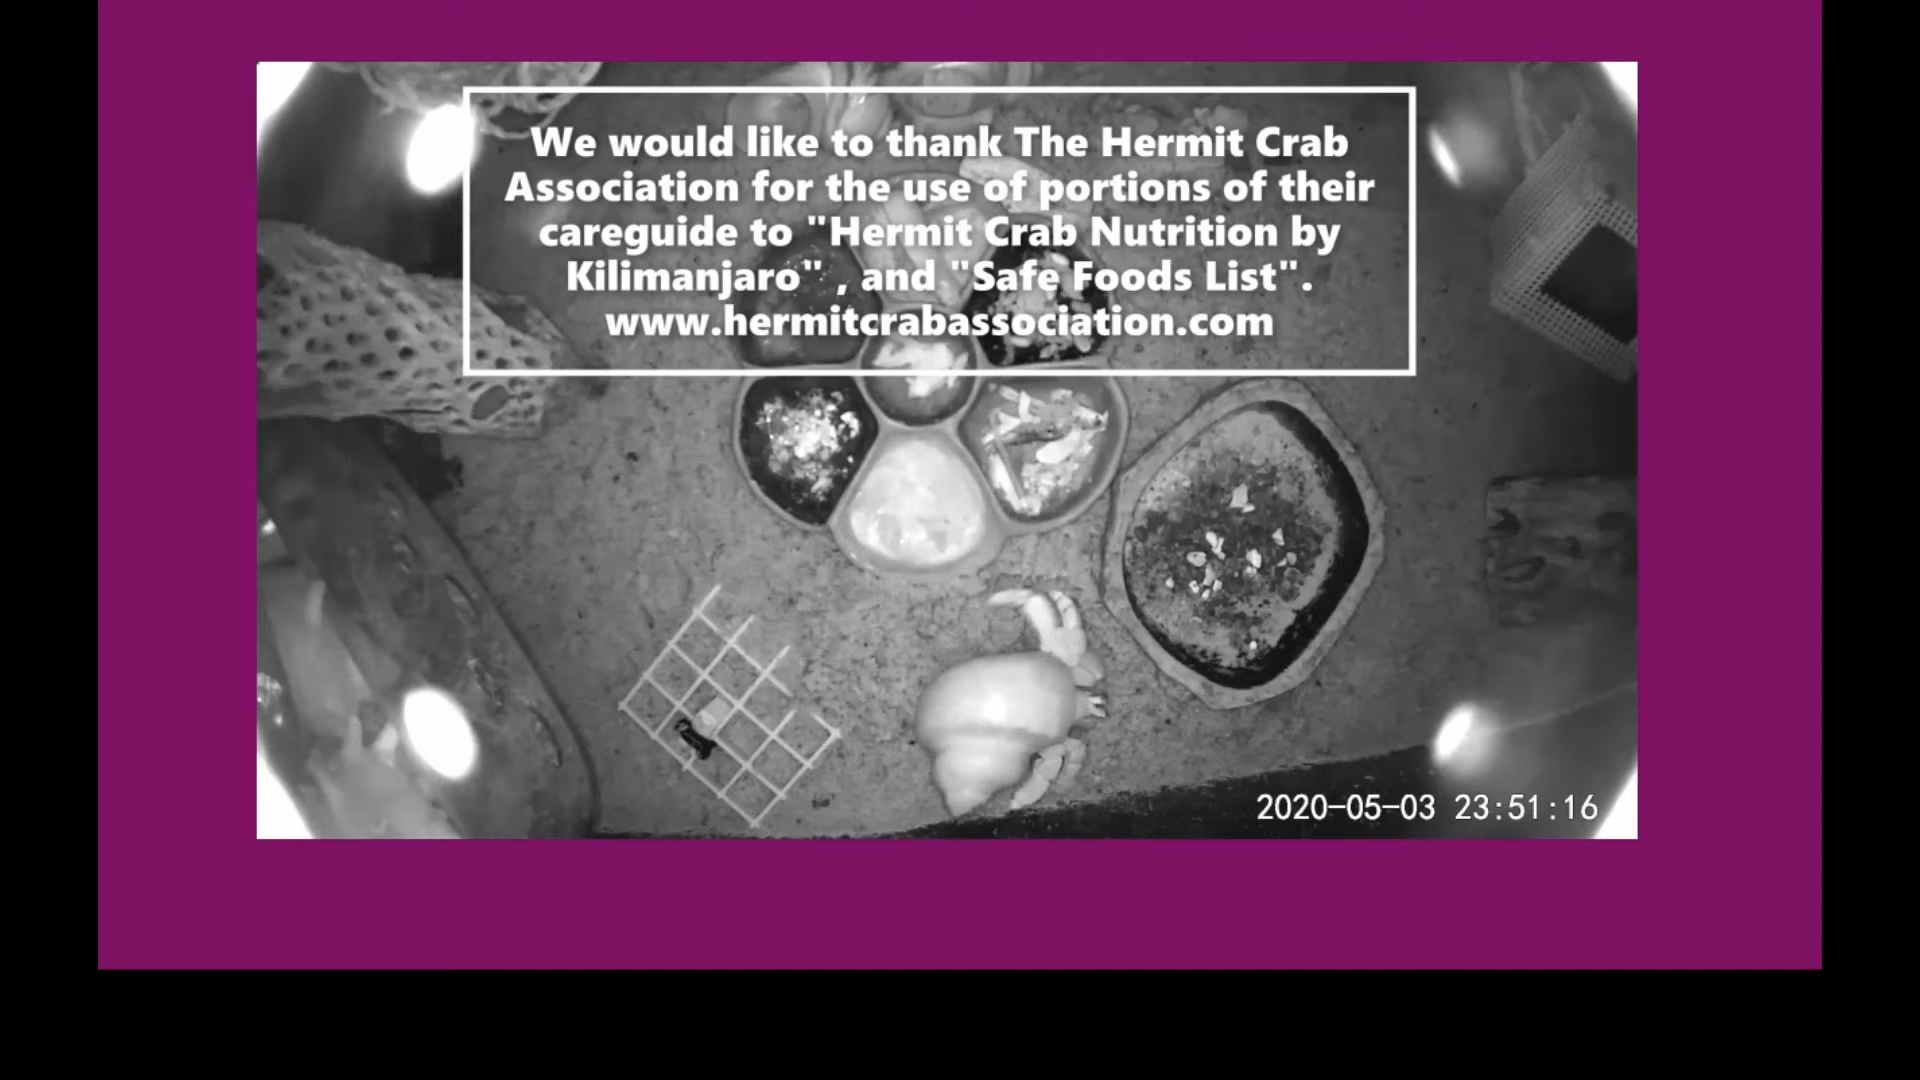 We would like to thank The Hermit Crab
Association for the use of portions of their
careguide to "Hermit Crab Nutrition by
Kilimanjaro" , and "Safe Foods List".
www.hermitcrabassociation.com
2020-05-03 23:51:16